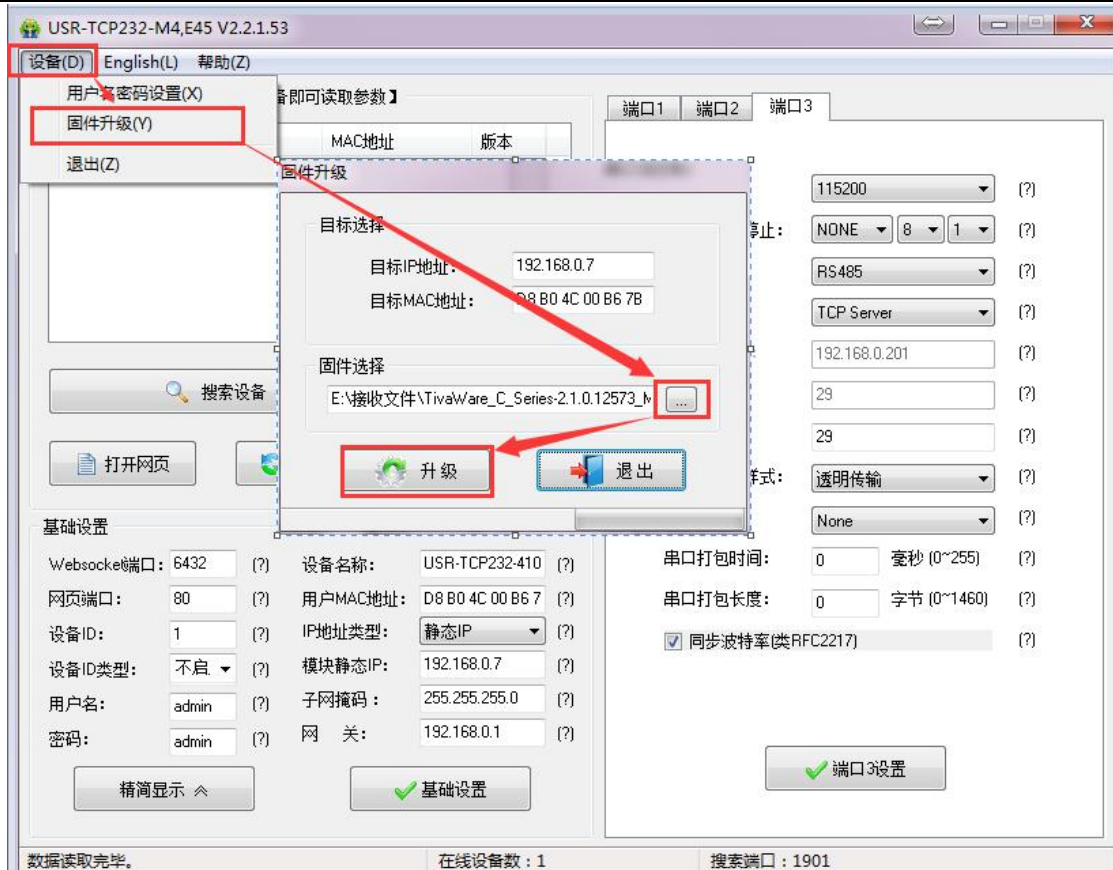 USR-TCP232-M4,E45 V2.2.1.53
设备(D) English(L) 帮助(Z)
用户名密码设置(X)
固件升级(Y)
退出(Z)
备即可读取参数】
MAC地址 版本
搜索设备
打开网页
固件升级
目标选择
目标IP地址: 192.168.0.7
目标MAC地址: D8 B0 4C 00 B6 7B
固件选择
E:\接收文件\TivaWare_C_Series-2.1.0.12573_M ...
升级 退出
基础设置
Websocket端口: 6432 (?) 设备名称: USR-TCP232-410 (?)
网页端口: 80 (?) 用户MAC地址: D8 B0 4C 00 B6 7 (?)
设备ID: 1 (?) IP地址类型: 静态IP (?)
设备ID类型: 不启. (?) 模块静态IP: 192.168.0.7 (?)
用户名: admin (?) 子网掩码: 255.255.255.0 (?)
密码: admin (?) 网 关: 192.168.0.1 (?)
精简显示 基础设置
端口1 端口2 端口3
115200 (?)
停止: NONE 8 1 (?)
RS485 (?)
TCP Server (?)
192.168.0.201 (?)
29 (?)
29 (?)
样式: 透明传输 (?)
None (?)
串口打包时间: 0 毫秒 (0~255) (?)
串口打包长度: 0 字节 (0~1460) (?)
同步波特率(类RFC2217) (?)
端口3设置
数据读取完毕。 在线设备数:1 搜索端口:1901